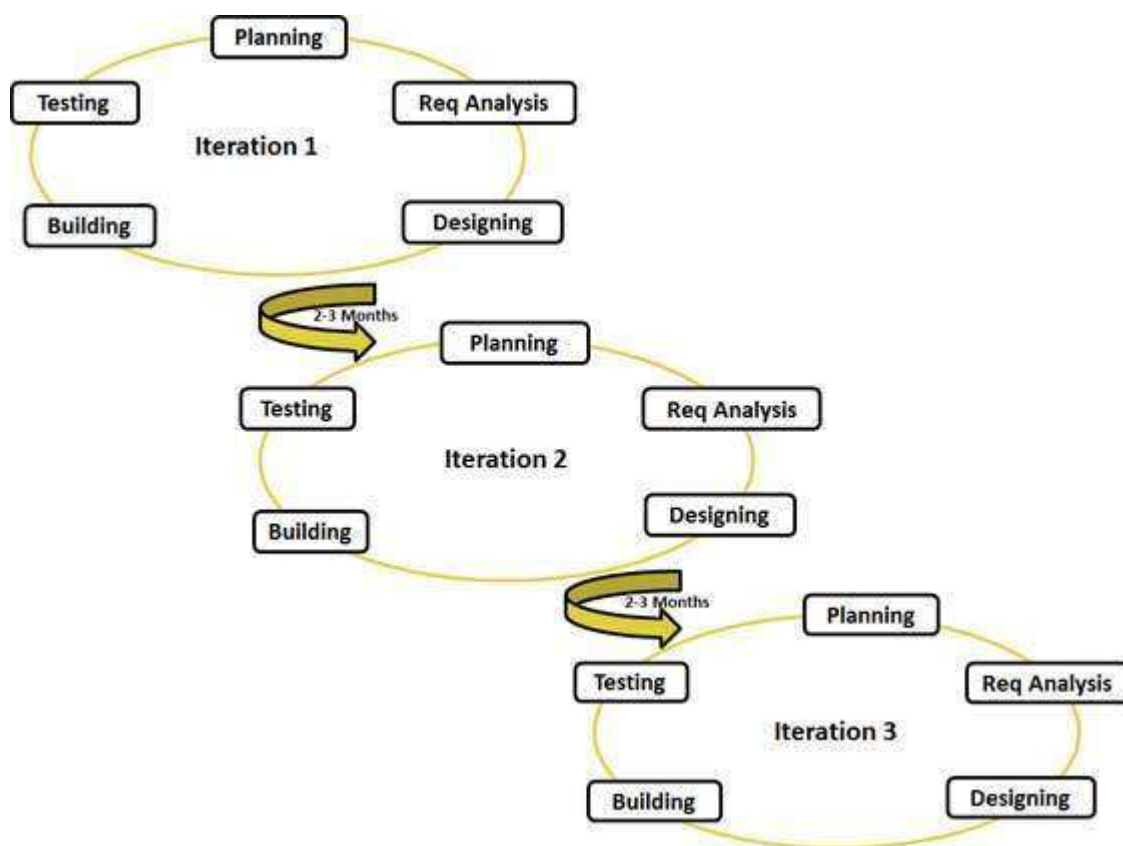 Planning
Testing
Req Analysis
Iteration 1
Building
Designing
2-3 Months
Planning
Testing
Req Analysis
Iteration 2
Building
Designing
2-3 Months
Planning
Testing
Req Analysis
Iteration 3
Building
Designing